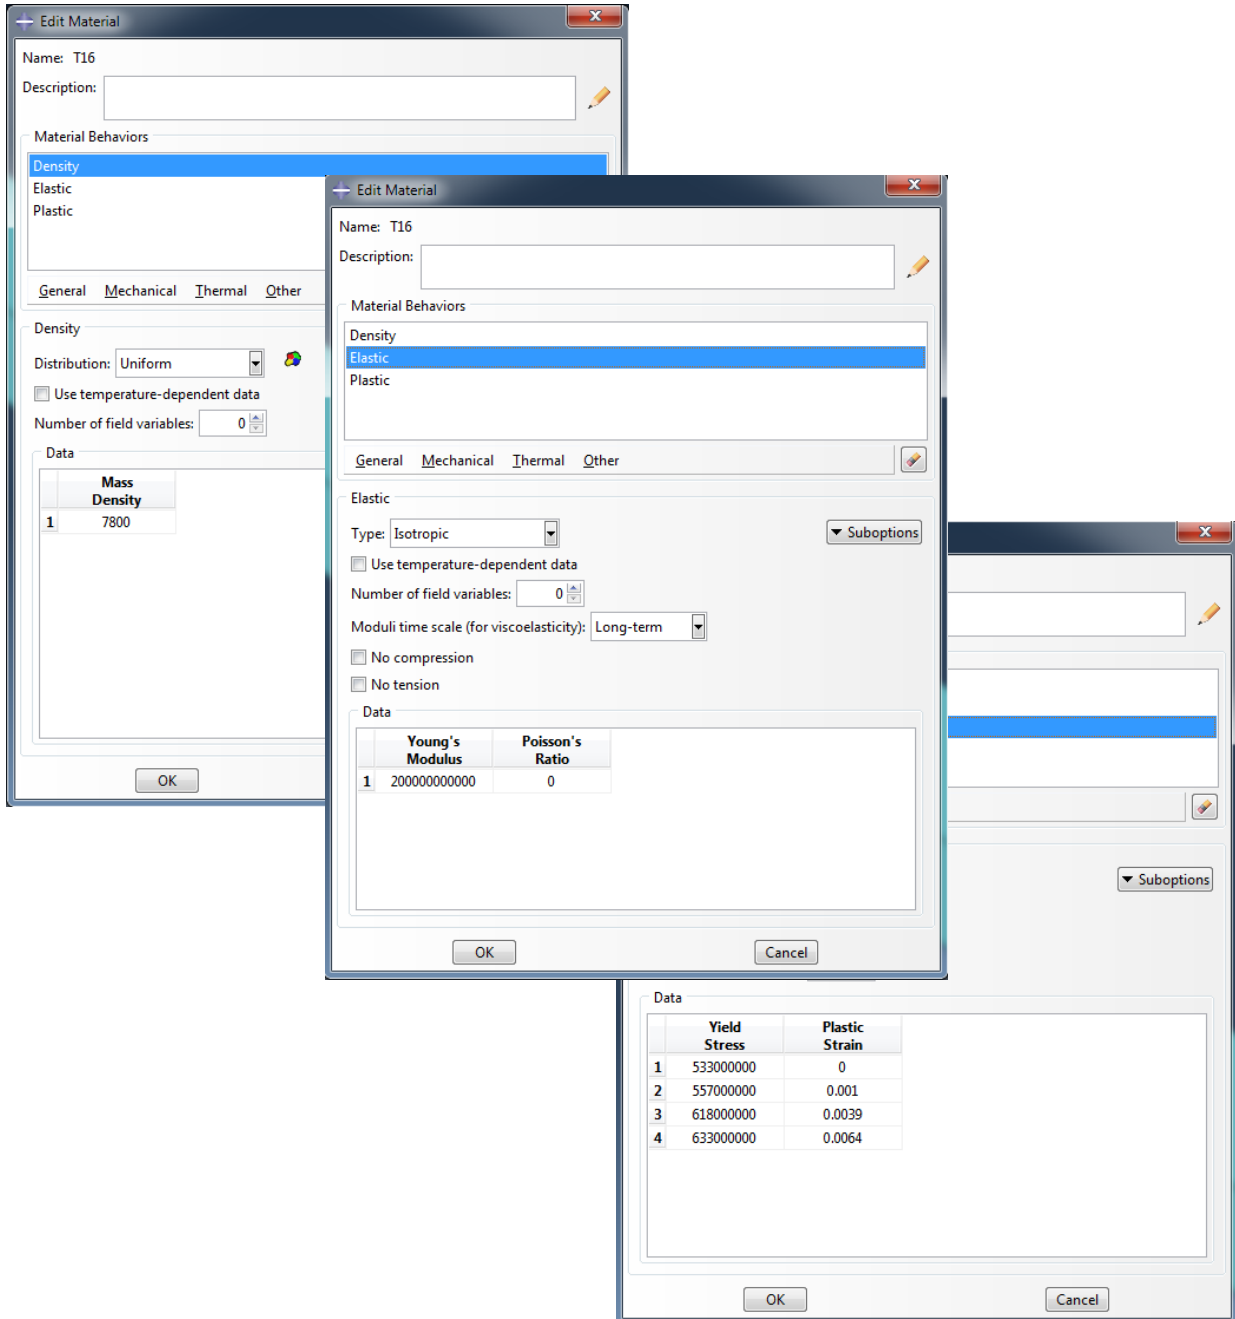 Edit Material
Name: T16
Description:
Material Behaviors
Density
Elastic
Plastic
General Mechanical Thermal Other
Density
Distribution: Uniform
Use temperature-dependent data
Number of field variables: 0
Data
Mass
Density
1 7800
OK
Edit Material
Name: T16
Description:
Material Behaviors
Density
Elastic
Plastic
General Mechanical Thermal Other
Elastic
Type: Isotropic
Suboptions
Use temperature-dependent data
Number of field variables: 0
Moduli time scale (for viscoelasticity): Long-term
No compression
No tension
Data
Young's Poisson's
Modulus Ratio
1 200000000000 0
OK Cancel
Suboptions
Data
Yield Plastic
Stress Strain
1 533000000 0
2 557000000 0.001
3 618000000 0.0039
4 633000000 0.0064
OK Cancel